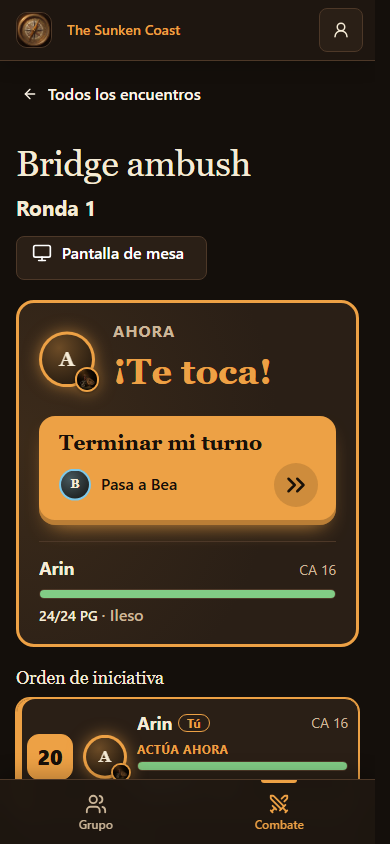 The Sunken Coast
Todos los encuentros
Bridge ambush
Ronda 1
Pantalla de mesa
A
AHORA
¡Te toca!
Terminar mi turno
B
Pasa a Bea
Arin
CA 16
24/24 PG · Ileso
Orden de iniciativa
20
A
Arin
Tú
CA 16
ACTÚA AHORA
Grupo
Combate